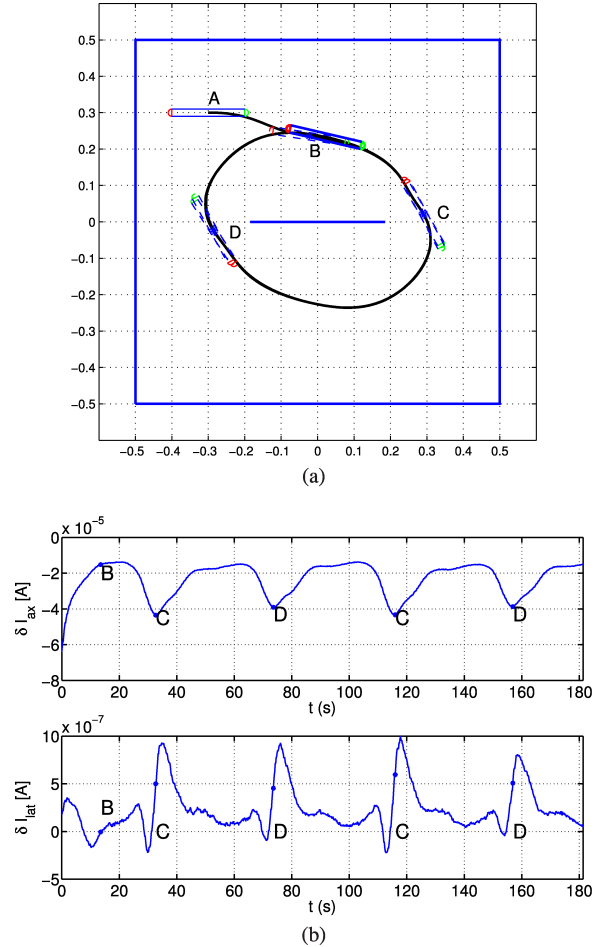 0.5
0.4
0.3
0.2
0.1
0
−0.1
−0.2
−0.3
−0.4
−0.5
A
B
C
D
−0.5 −0.4 −0.3 −0.2 −0.1 0 0.1 0.2 0.3 0.4 0.5
(a)
x 10⁻⁵
0
−2
−4
−6
−8
δ I_ax [A]
B C D C D
0 20 40 60 80 100 120 140 160 180
t (s)
x 10⁻⁷
10
5
0
−5
δ I_lat [A]
B C D C D
0 20 40 60 80 100 120 140 160 180
t (s)
(b)